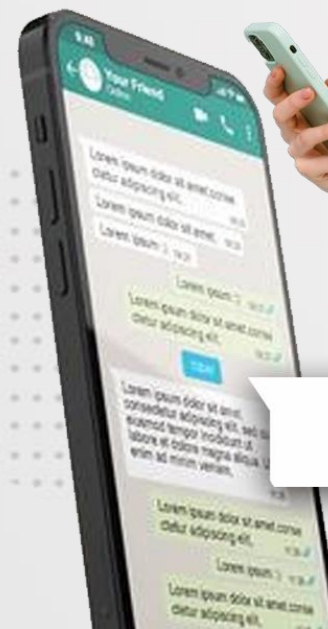 9:40
Your Friend
Online
Lorem ipsum dolor sit amet, conse
ctetur adipiscing elit.
Lorem ipsum dolor sit amet.
Lorem ipsum :)
Lorem ipsum :)
Lorem ipsum dolor sit amet conse
ctetur adipiscing elit.
TODAY
Lorem ipsum dolor sit amet,
consectetur adipiscing elit, sed
eiusmod tempor incididunt ut
labore et dolore magna aliqua.
enim ad minim veniam.
Lorem ipsum dolor sit amet conse
ctetur adipiscing elit.
Lorem ipsum :)
Lorem ipsum dolor sit amet conse
ctetur adipiscing elit.